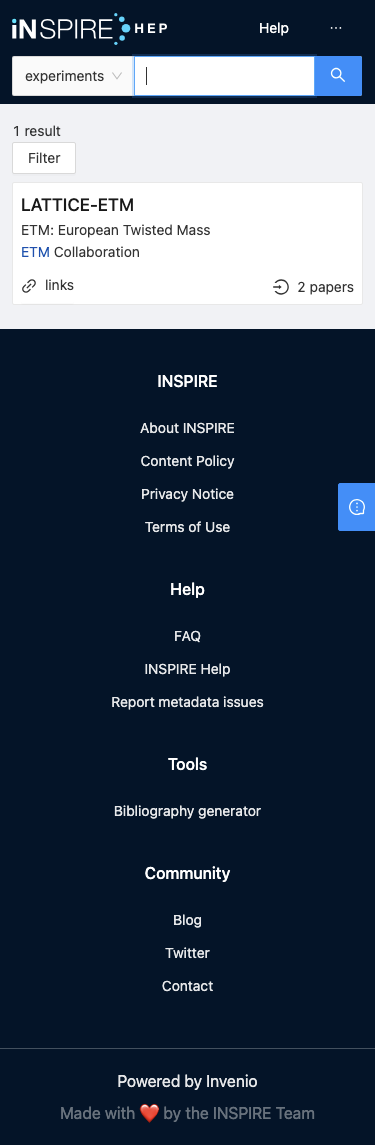 iNSPIRE HEP
Help
···
experiments
1 result
Filter
LATTICE-ETM
ETM: European Twisted Mass
ETM Collaboration
links
2 papers
INSPIRE
About INSPIRE
Content Policy
Privacy Notice
Terms of Use
Help
FAQ
INSPIRE Help
Report metadata issues
Tools
Bibliography generator
Community
Blog
Twitter
Contact
Powered by Invenio
Made with ❤️ by the INSPIRE Team